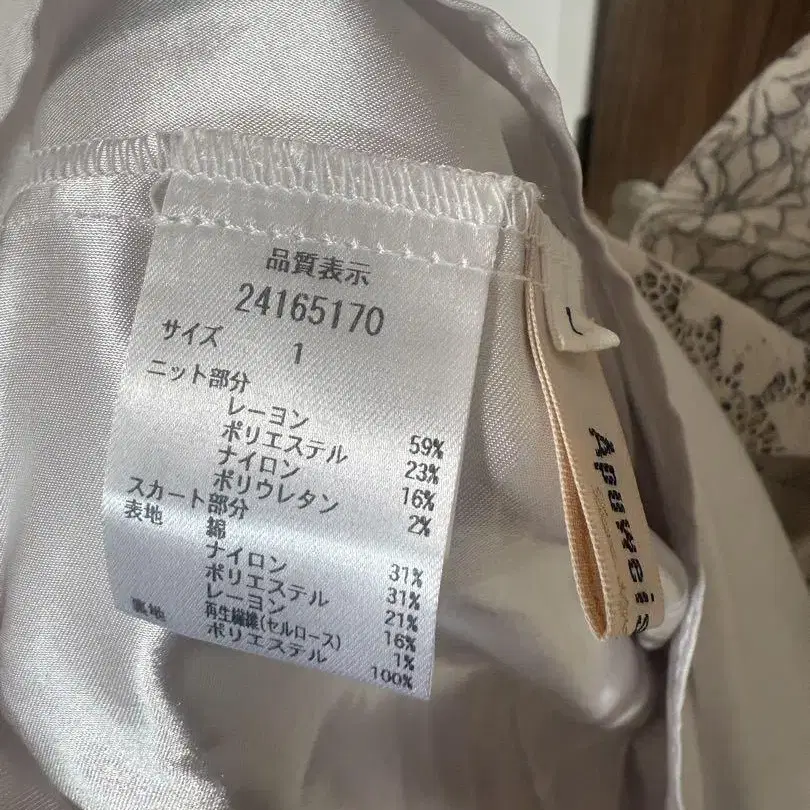 品質表示
24165170
サイズ 1
ニット部分
レーヨン 59%
ポリエステル 23%
ナイロン 16%
ポリウレタン 2%
スカート部分
表地 綿 31%
ナイロン 31%
ポリエステル 21%
レーヨン 16%
再生繊維(セルロース) 1%
裏地 ポリエステル 100%
Apuwei